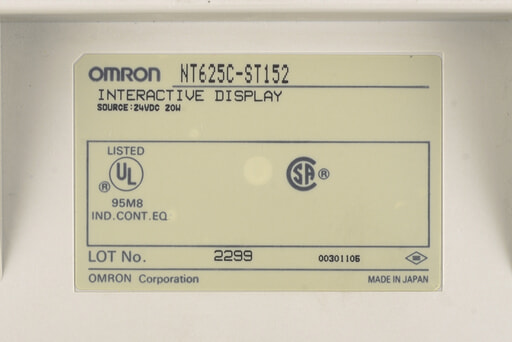 OMRON NT625C-ST152
INTERACTIVE DISPLAY
SOURCE:24VDC 20W
LISTED
UL ®
95M8
IND.CONT.EQ
SA ®
LOT No. 2299 00301105
OMRON Corporation MADE IN JAPAN